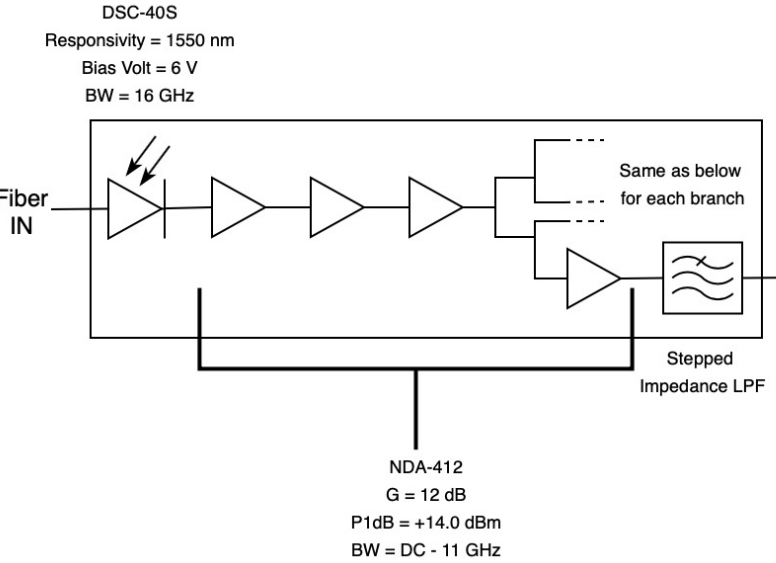 DSC-40S
Responsivity = 1550 nm
Bias Volt = 6 V
BW = 16 GHz
Same as below
for each branch
Fiber
IN
Stepped
Impedance LPF
NDA-412
G = 12 dB
P1dB = +14.0 dBm
BW = DC - 11 GHz